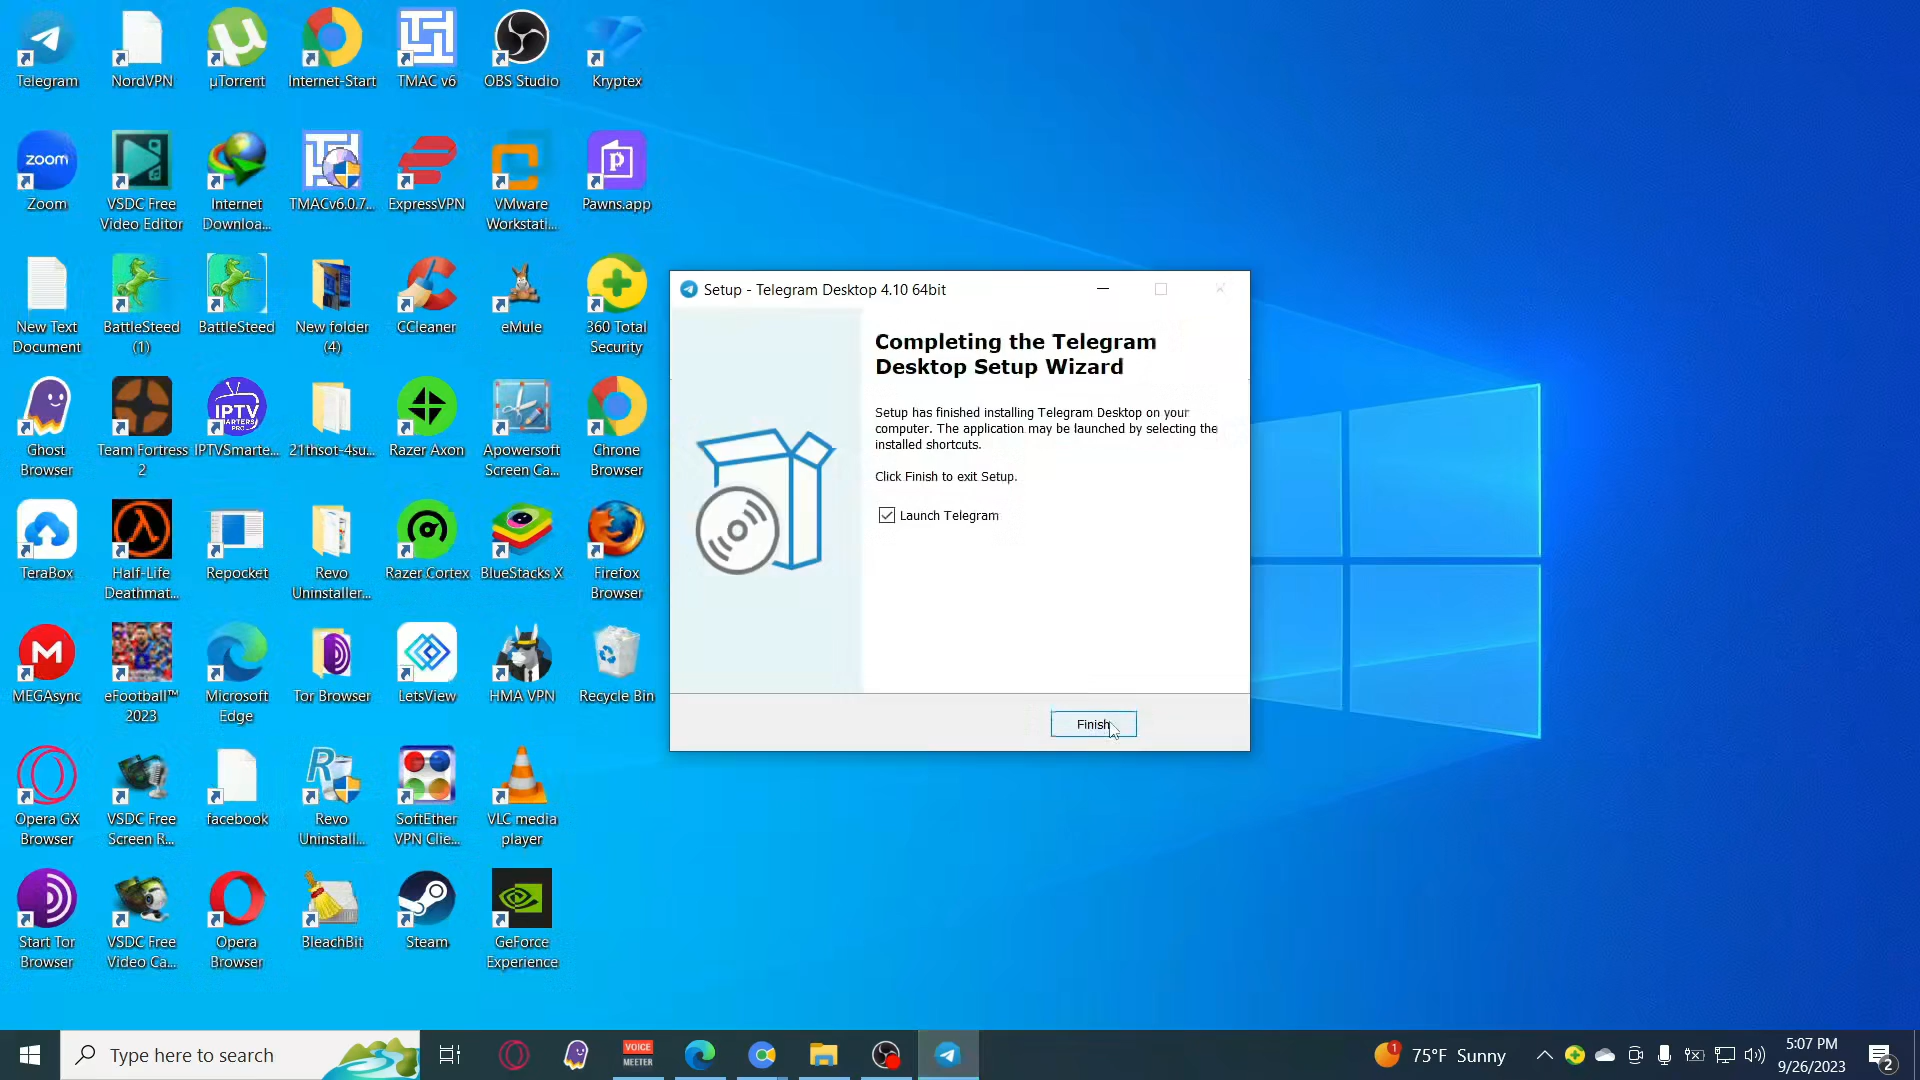 Telegram
NordVPN
µTorrent
Internet-Start
TMAC v6
OBS Studio
Kryptex
zoom
Zoom
VSDC Free
Video Editor
Internet
Downloa...
TMACv6.0.7...
ExpressVPN
VMware
Workstati...
Pawns.app
New Text
Document
BattleSteed
(1)
BattleSteed
New folder
(4)
CCleaner
eMule
360 Total
Security
Ghost
Browser
Team Fortress
2
IPTV
SMARTERS
PRO
IPTVSmarte...
21thsot-4su...
Razer Axon
Apowersoft
Screen Ca...
Chrone
Browser
TeraBox
Half-Life
Deathmat...
Repocket
Revo
Uninstaller...
Razer Cortex
BlueStacks X
Firefox
Browser
MEGAsync
eFootball™
2023
Microsoft
Edge
Tor Browser
LetsView
HMA VPN
Recycle Bin
Opera GX
Browser
VSDC Free
Screen R...
facebook
Revo
Uninstall...
SoftEther
VPN Clie...
VLC media
player
Start Tor
Browser
VSDC Free
Video Ca...
Opera
Browser
BleachBit
Steam
GeForce
Experience
Setup - Telegram Desktop 4.10 64bit
Completing the Telegram
Desktop Setup Wizard
Setup has finished installing Telegram Desktop on your
computer. The application may be launched by selecting the
installed shortcuts.
Click Finish to exit Setup.
Launch Telegram
Finish
Type here to search
VOICE
MEETER
1
75°F Sunny
5:07 PM
9/26/2023
2